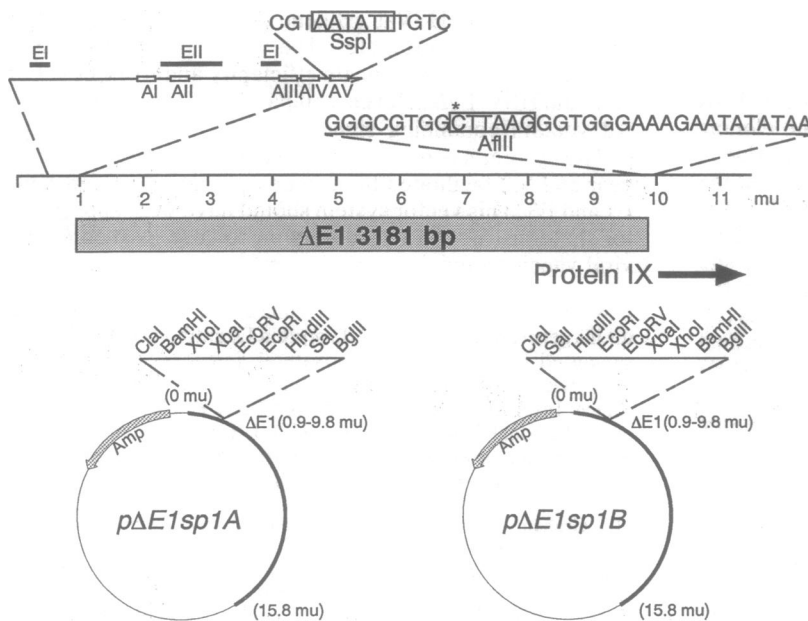 CGTAATATTTGTC
SspI
EI EII EI
AI AII AIII AIV AV
*
GGGCGTGGCTTAAGGGTGGGAAAGAATATATAA
AflII
1 2 3 4 5 6 7 8 9 10 11 mu
ΔE1 3181 bp
Protein IX
ClaI BamHI XhoI XbaI EcoRV EcoRI HindIII SalI BglII
(0 mu)
ΔE1(0.9-9.8 mu)
Amp
pΔE1sp1A
(15.8 mu)
ClaI SalI HindIII EcoRI EcoRV XbaI XhoI BamHI BglII
(0 mu)
ΔE1(0.9-9.8 mu)
Amp
pΔE1sp1B
(15.8 mu)